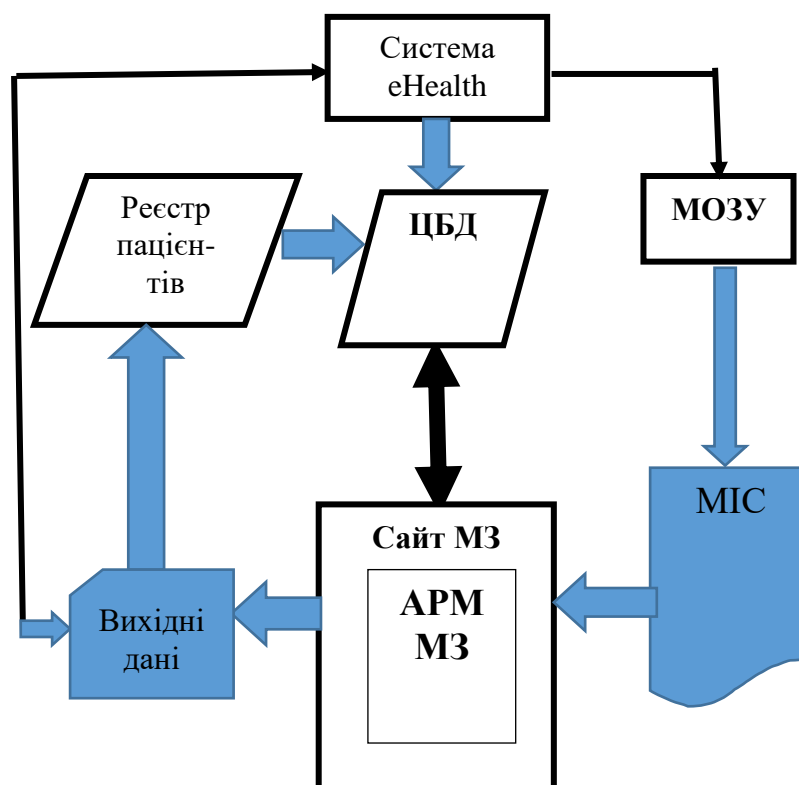 Система
eHealth
Реєстр
пацієн-
тів
ЦБД
МОЗУ
МІС
Сайт МЗ
АРМ
МЗ
Вихідні
дані